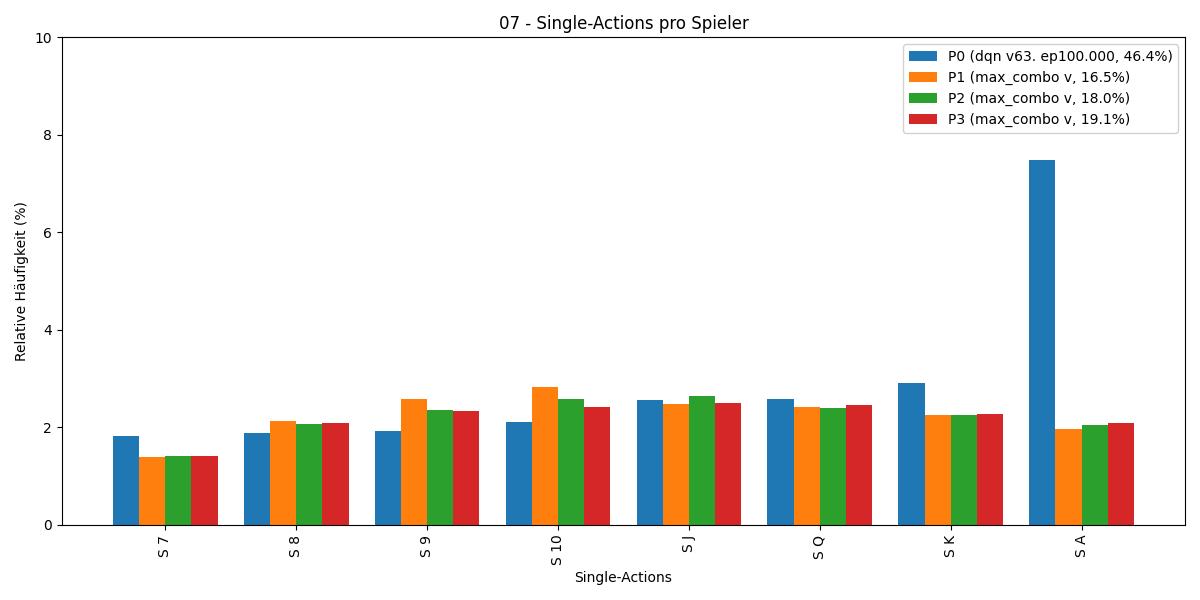 07 - Single-Actions pro Spieler
P0 (dqn v63. ep100.000, 46.4%)
P1 (max_combo v, 16.5%)
P2 (max_combo v, 18.0%)
P3 (max_combo v, 19.1%)
Relative Häufigkeit (%)
10
8
6
4
2
0
S 7
S 8
S 9
S 10
S J
S Q
S K
S A
Single-Actions